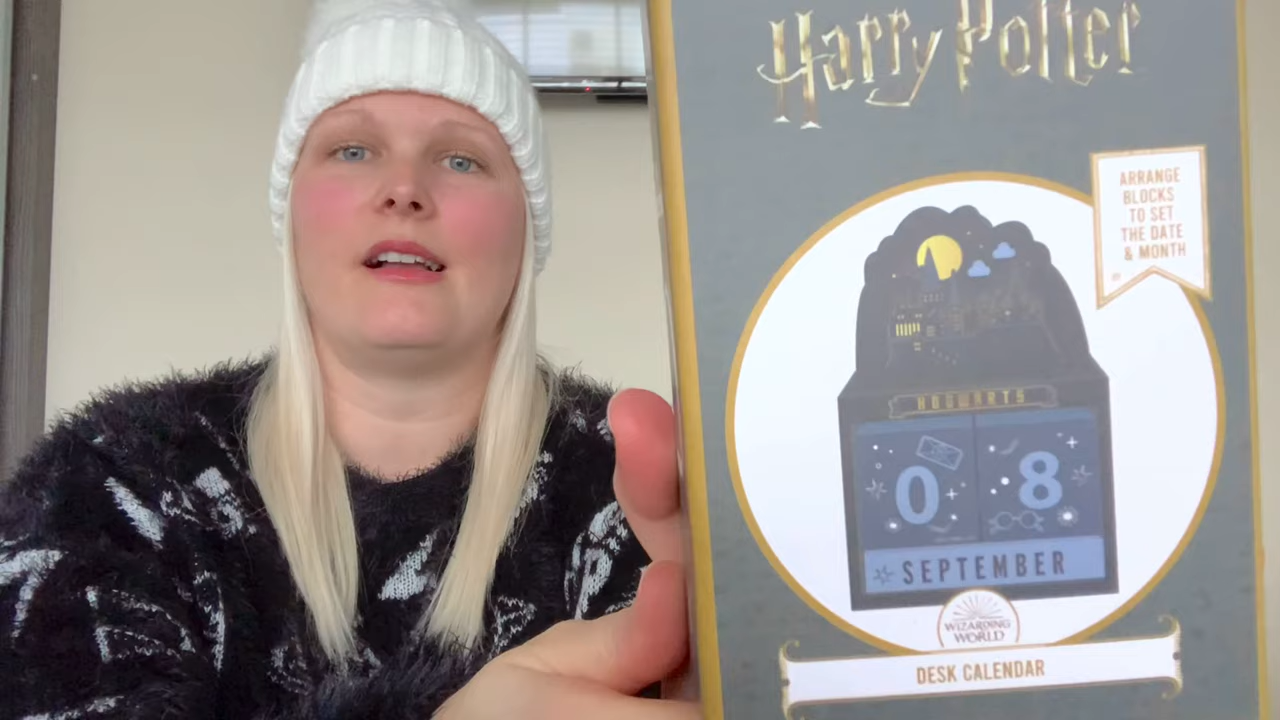 Harry Potter
ARRANGE
BLOCKS
TO SET
THE DATE
& MONTH
HOGWARTS
0 8
SEPTEMBER
WIZARDING
WORLD
DESK CALENDAR